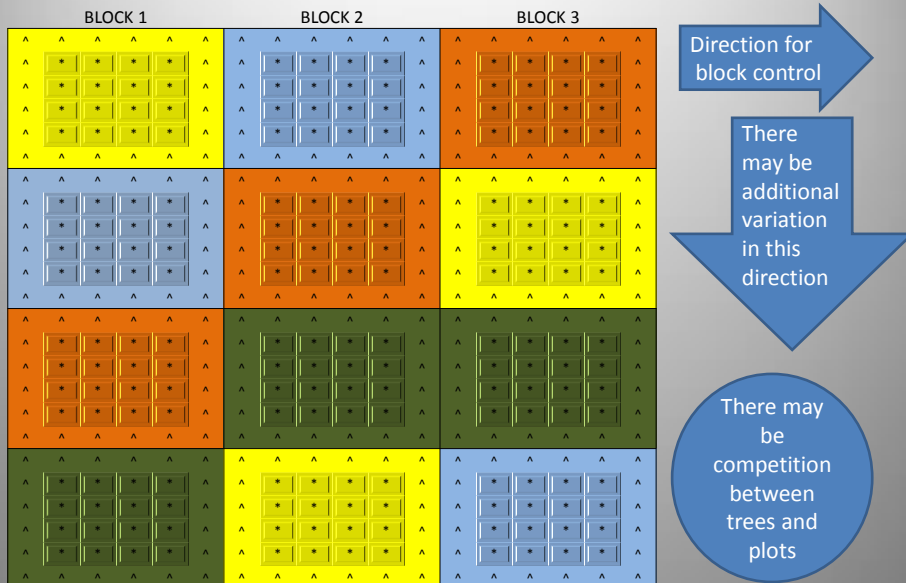 BLOCK 1 BLOCK 2 BLOCK 3
^ ^ ^ ^ ^ ^ ^ ^ ^ ^ ^ ^ ^ ^ ^ ^ ^ ^
^ * * * * ^ ^ * * * * ^ ^ * * * * ^
^ * * * * ^ ^ * * * * ^ ^ * * * * ^
^ * * * * ^ ^ * * * * ^ ^ * * * * ^
^ * * * * ^ ^ * * * * ^ ^ * * * * ^
^ ^ ^ ^ ^ ^ ^ ^ ^ ^ ^ ^ ^ ^ ^ ^ ^ ^
^ ^ ^ ^ ^ ^ ^ ^ ^ ^ ^ ^ ^ ^ ^ ^ ^ ^
^ * * * * ^ ^ * * * * ^ ^ * * * * ^
^ * * * * ^ ^ * * * * ^ ^ * * * * ^
^ * * * * ^ ^ * * * * ^ ^ * * * * ^
^ * * * * ^ ^ * * * * ^ ^ * * * * ^
^ ^ ^ ^ ^ ^ ^ ^ ^ ^ ^ ^ ^ ^ ^ ^ ^ ^
^ ^ ^ ^ ^ ^ ^ ^ ^ ^ ^ ^ ^ ^ ^ ^ ^ ^
^ * * * * ^ ^ * * * * ^ ^ * * * * ^
^ * * * * ^ ^ * * * * ^ ^ * * * * ^
^ * * * * ^ ^ * * * * ^ ^ * * * * ^
^ * * * * ^ ^ * * * * ^ ^ * * * * ^
^ ^ ^ ^ ^ ^ ^ ^ ^ ^ ^ ^ ^ ^ ^ ^ ^ ^
^ ^ ^ ^ ^ ^ ^ ^ ^ ^ ^ ^ ^ ^ ^ ^ ^ ^
^ * * * * ^ ^ * * * * ^ ^ * * * * ^
^ * * * * ^ ^ * * * * ^ ^ * * * * ^
^ * * * * ^ ^ * * * * ^ ^ * * * * ^
^ * * * * ^ ^ * * * * ^ ^ * * * * ^
^ ^ ^ ^ ^ ^ ^ ^ ^ ^ ^ ^ ^ ^ ^ ^ ^ ^
Direction for
block control
There
may be
additional
variation
in this
direction
There may
be
competition
between
trees and
plots